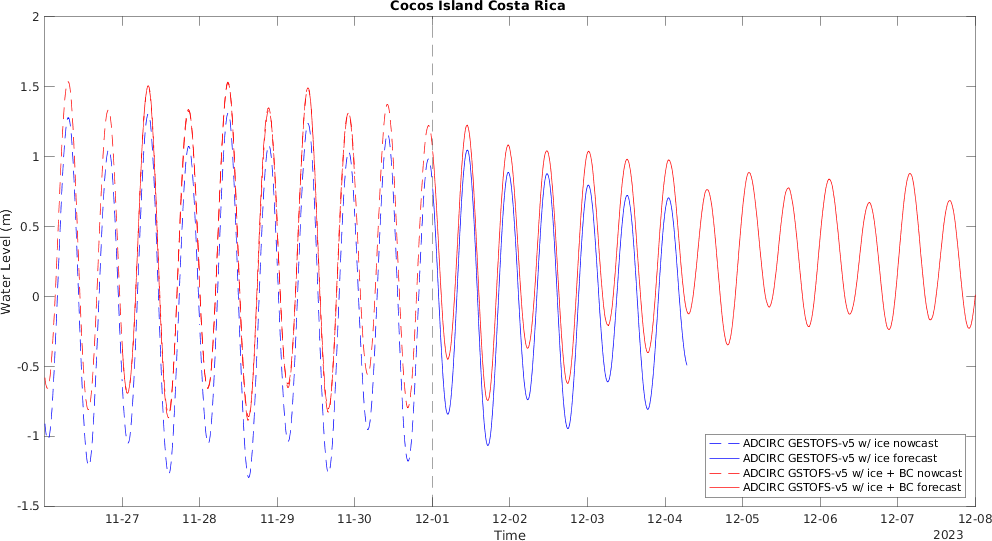 Cocos Island Costa Rica
2
1.5
1
0.5
0
-0.5
-1
-1.5
Water Level (m)
11-27 11-28 11-29 11-30 12-01 12-02 12-03 12-04 12-05 12-06 12-07 12-08
Time
2023
ADCIRC GESTOFS-v5 w/ ice nowcast
ADCIRC GESTOFS-v5 w/ ice forecast
ADCIRC GSTOFS-v5 w/ ice + BC nowcast
ADCIRC GSTOFS-v5 w/ ice + BC forecast